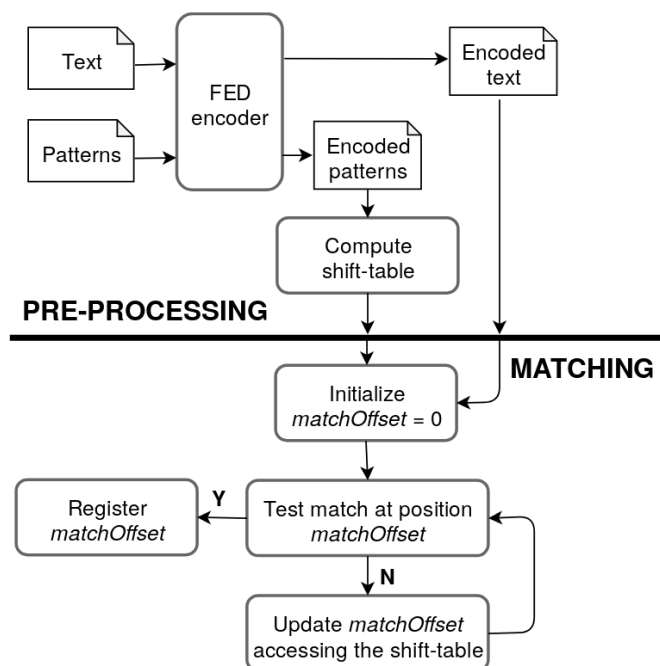 Text
FED
encoder
Encoded
text
Patterns
Encoded
patterns
Compute
shift-table
PRE-PROCESSING
MATCHING
Initialize
matchOffset = 0
Register
matchOffset
Y
Test match at position
matchOffset
N
Update matchOffset
accessing the shift-table